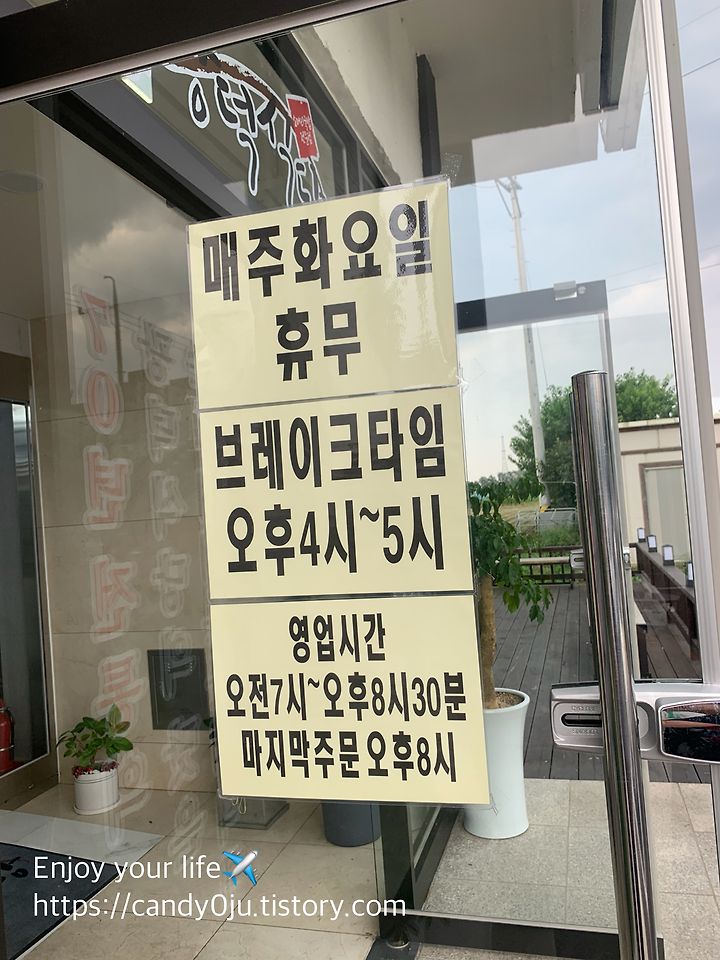 매주화요일
휴무
브레이크타임
오후4시~5시
영업시간
오전7시~오후8시30분
마지막주문 오후8시
Enjoy your life✈️
https://candy0ju.tistory.com